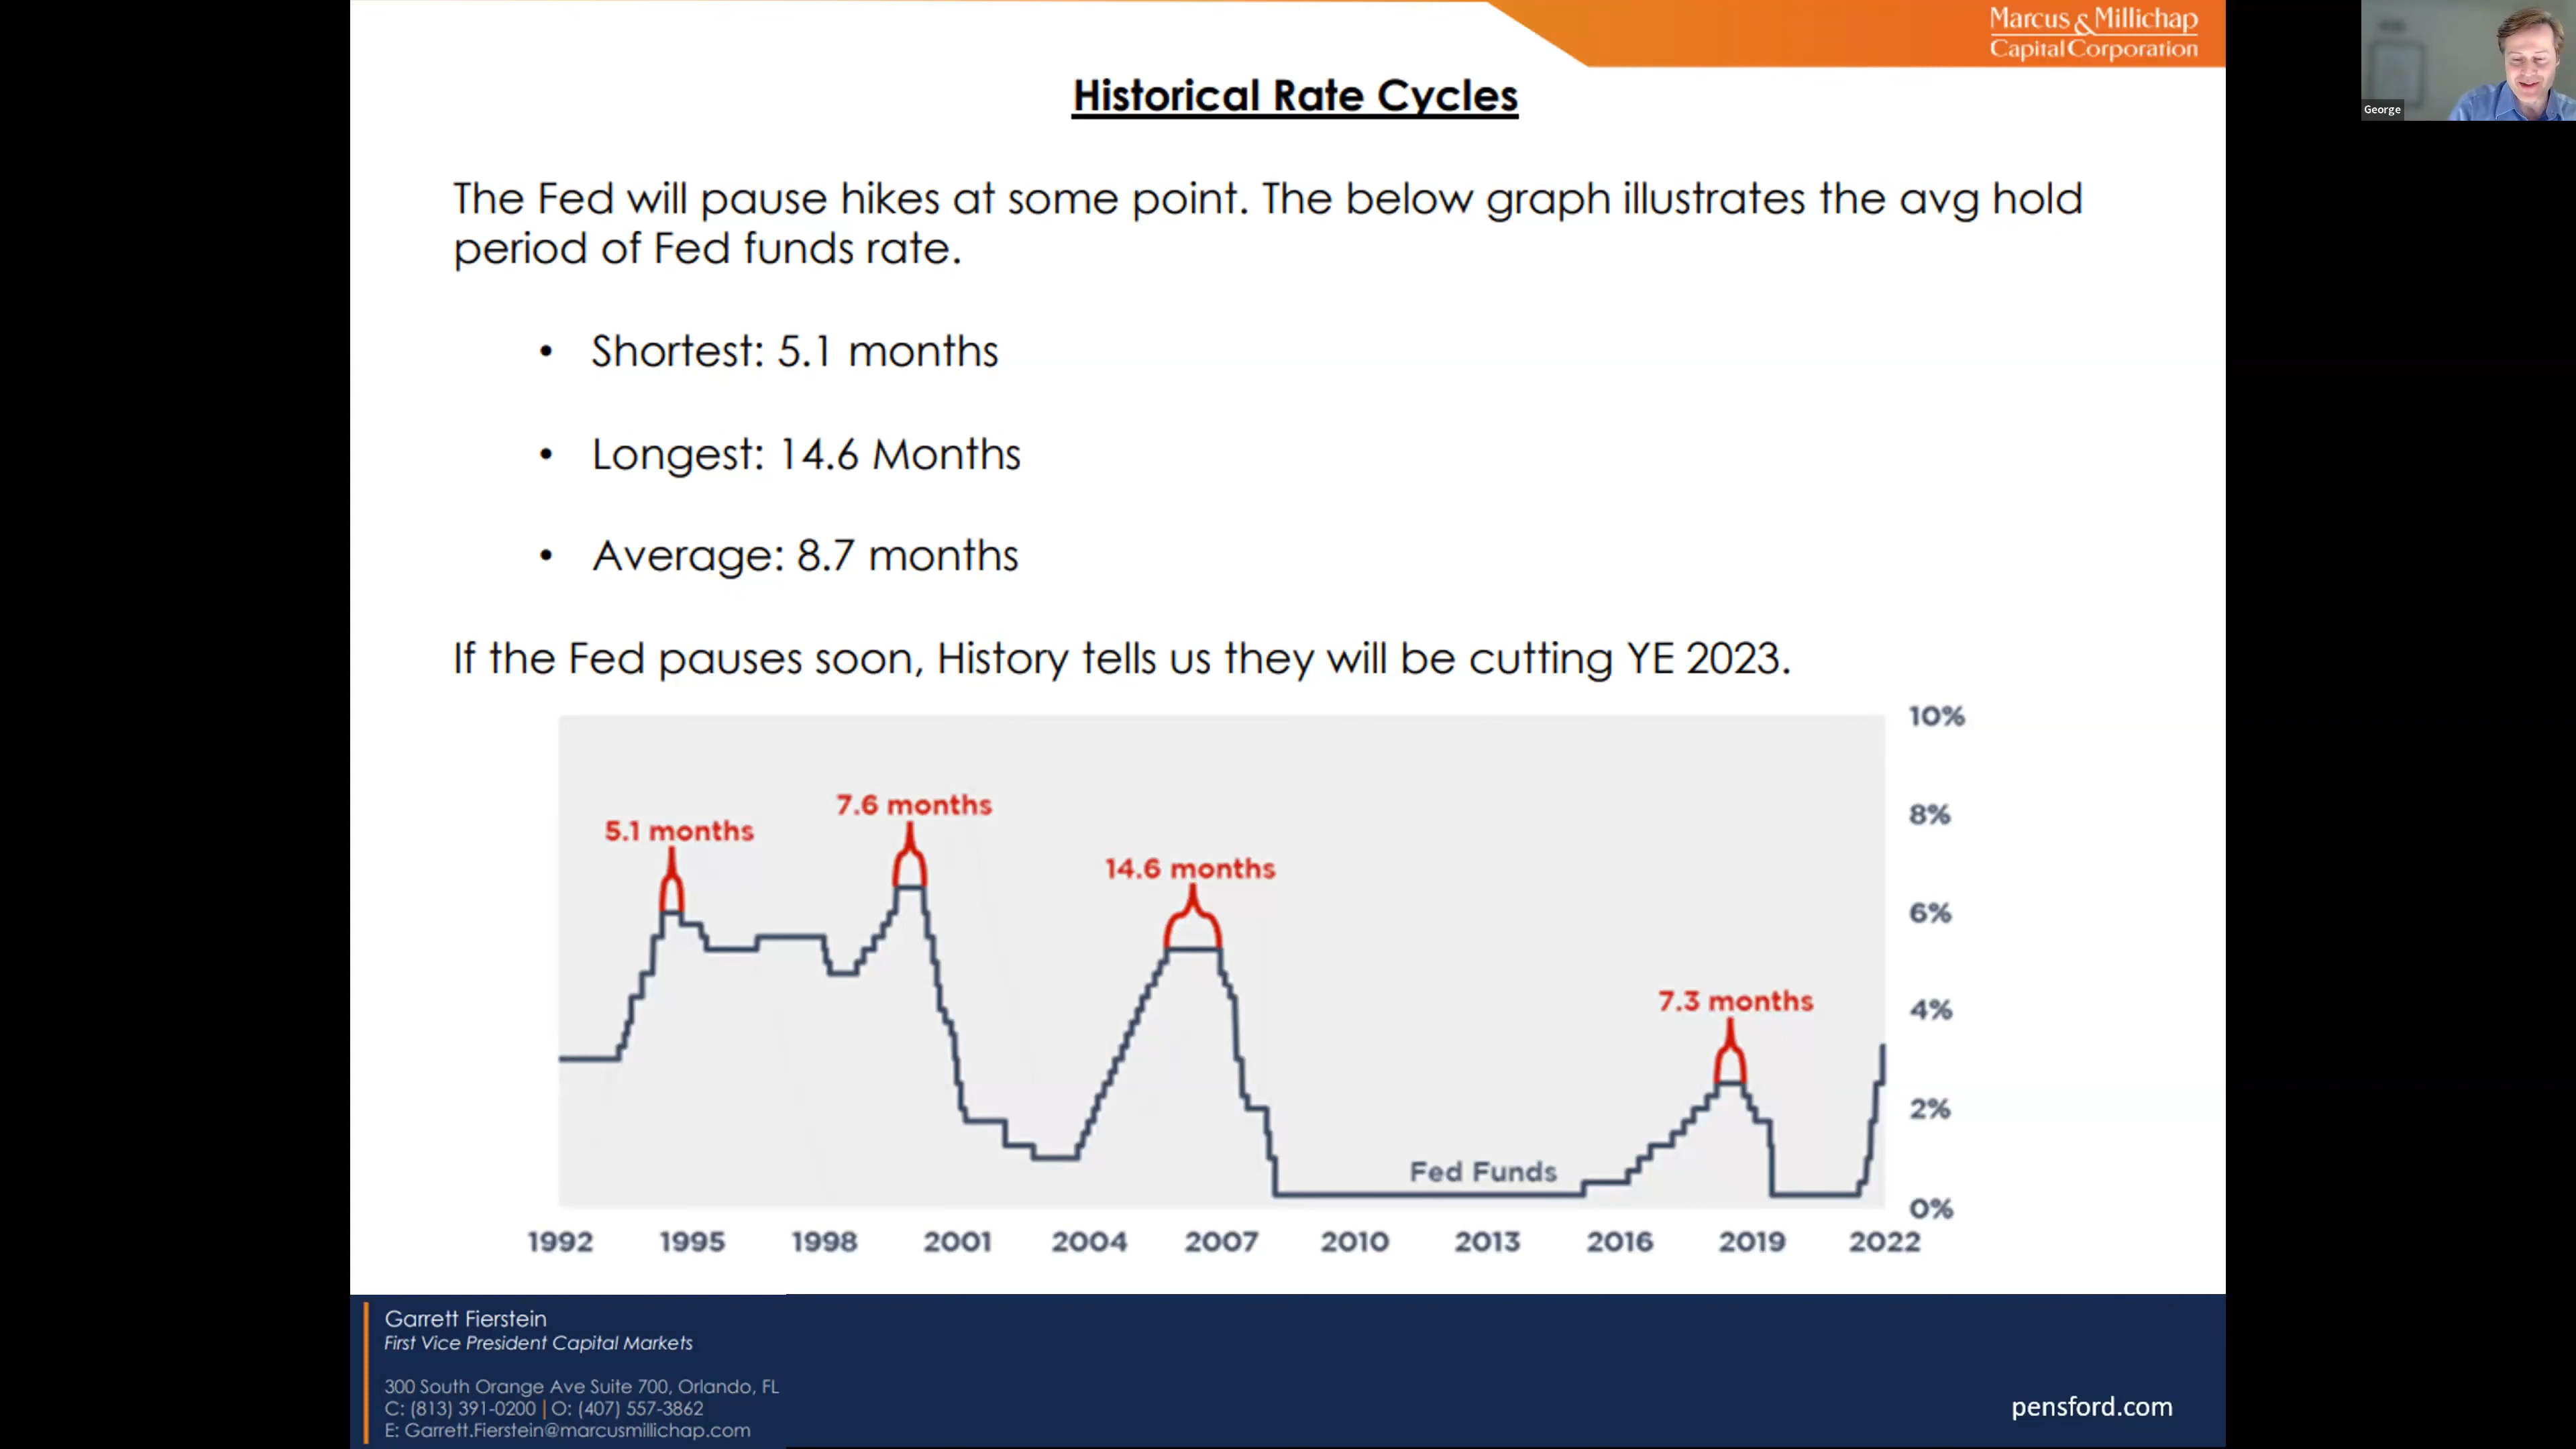 Marcus & Millichap
Capital Corporation
George
Historical Rate Cycles
The Fed will pause hikes at some point. The below graph illustrates the avg hold
period of Fed funds rate.
• Shortest: 5.1 months
• Longest: 14.6 Months
• Average: 8.7 months
If the Fed pauses soon, History tells us they will be cutting YE 2023.
10%
8%
6%
4%
2%
0%
5.1 months
7.6 months
14.6 months
7.3 months
Fed Funds
1992 1995 1998 2001 2004 2007 2010 2013 2016 2019 2022
Garrett Fierstein
First Vice President Capital Markets
300 South Orange Ave Suite 700, Orlando, FL
C: (813) 391-0200 | O: (407) 557-3862
E: Garrett.Fierstein@marcusmillichap.com
pensford.com